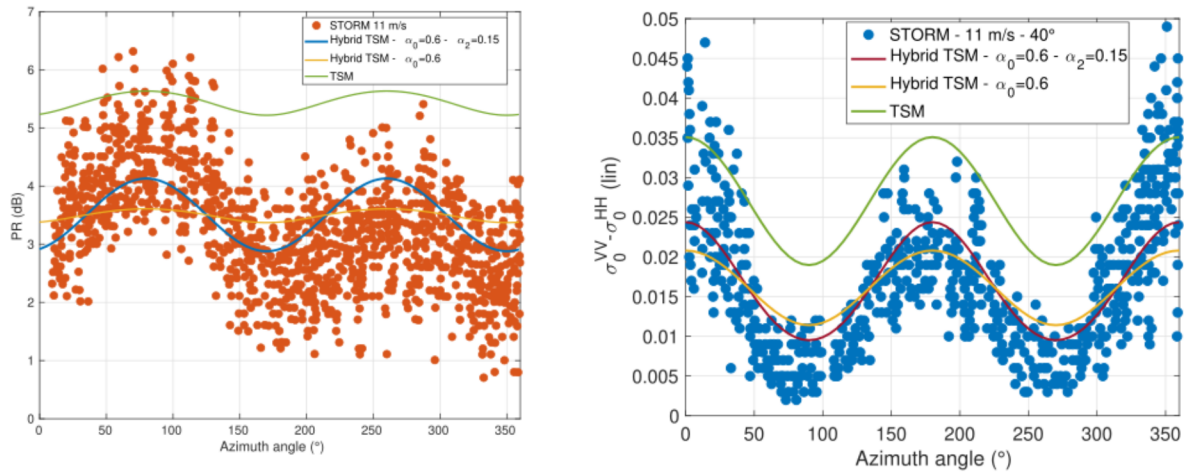 7
6
5
4
3
2
1
0
PR (dB)
STORM 11 m/s
Hybrid TSM - α0=0.6 - α2=0.15
Hybrid TSM - α0=0.6
TSM
0 50 100 150 200 250 300 350
Azimuth angle (°)
0.05
0.045
0.04
0.035
0.03
0.025
0.02
0.015
0.01
0.005
0
σ0^VV-σ0^HH (lin)
STORM - 11 m/s - 40°
Hybrid TSM - α0=0.6 - α2=0.15
Hybrid TSM - α0=0.6
TSM
0 50 100 150 200 250 300 350
Azimuth angle (°)